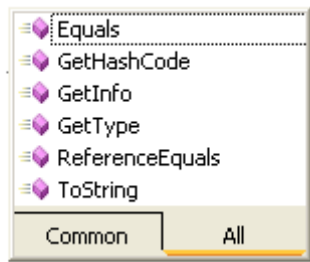 Equals
GetHashCode
GetInfo
GetType
ReferenceEquals
ToString
Common All